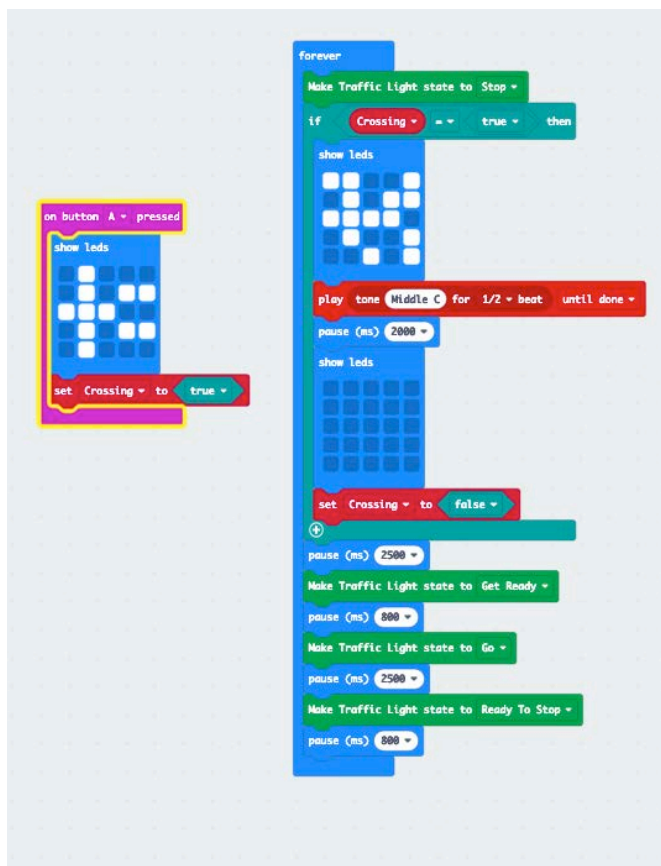 on button A pressed
show leds
set Crossing to true
forever
Make Traffic Light state to Stop
if Crossing = true then
show leds
play tone Middle C for 1/2 beat until done
pause (ms) 2000
show leds
set Crossing to false
pause (ms) 2500
Make Traffic Light state to Get Ready
pause (ms) 800
Make Traffic Light state to Go
pause (ms) 2500
Make Traffic Light state to Ready To Stop
pause (ms) 800